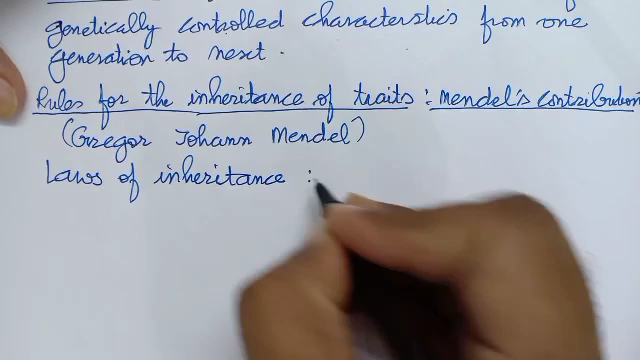 genetically controlled characterstics from one
generation to next.
Rules for the inheritance of traits : Mendel's contribution
(Gregor Johann Mendel)
Laws of inheritance :